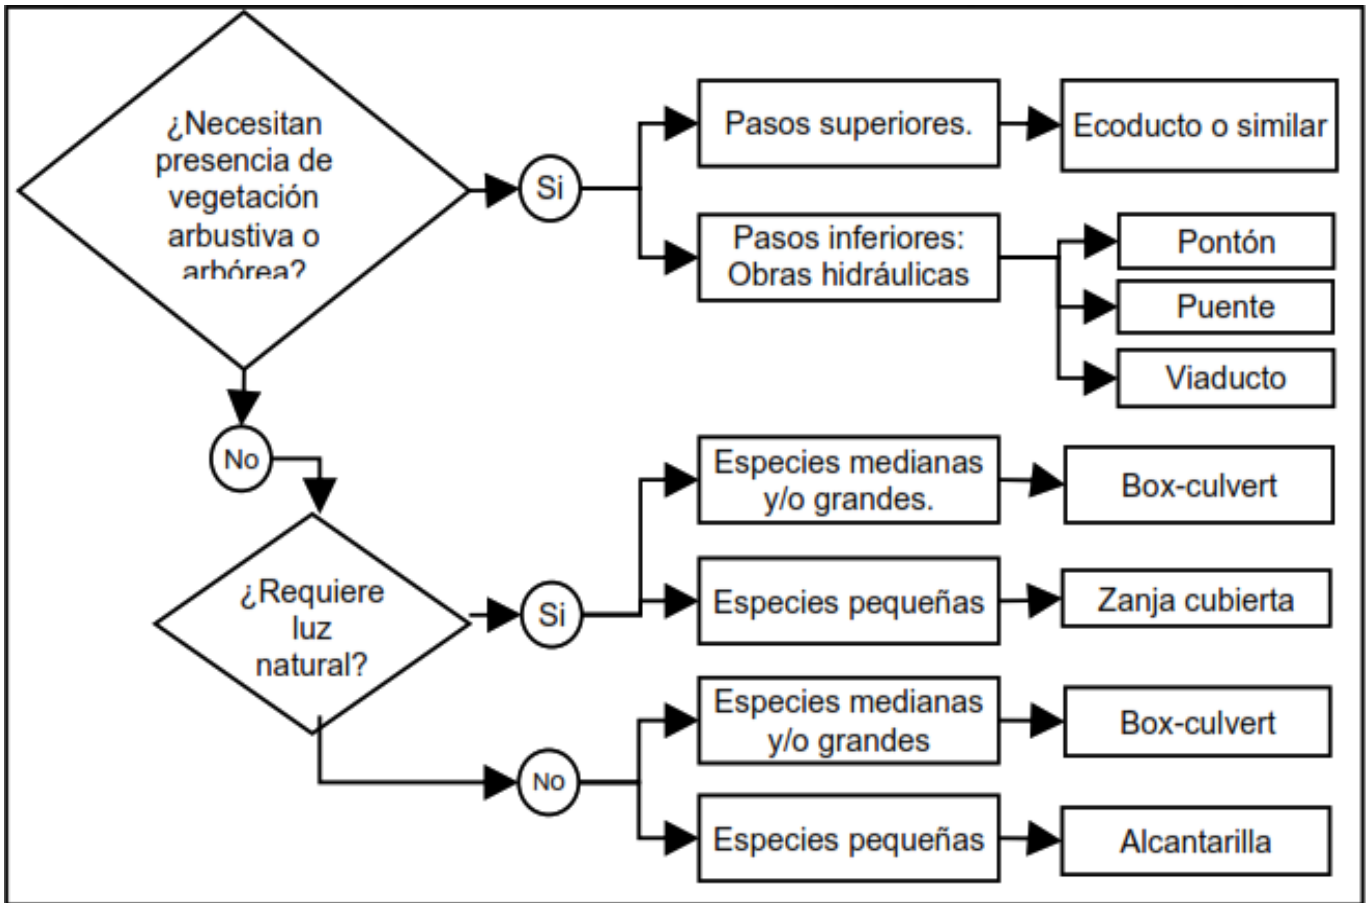 ¿Necesitan
presencia de
vegetación
arbustiva o
arbórea?
Si
Pasos superiores.
Ecoducto o similar
Pasos inferiores:
Obras hidráulicas
Pontón
Puente
Viaducto
No
¿Requiere
luz
natural?
Si
Especies medianas
y/o grandes.
Box-culvert
Especies pequeñas
Zanja cubierta
No
Especies medianas
y/o grandes
Box-culvert
Especies pequeñas
Alcantarilla